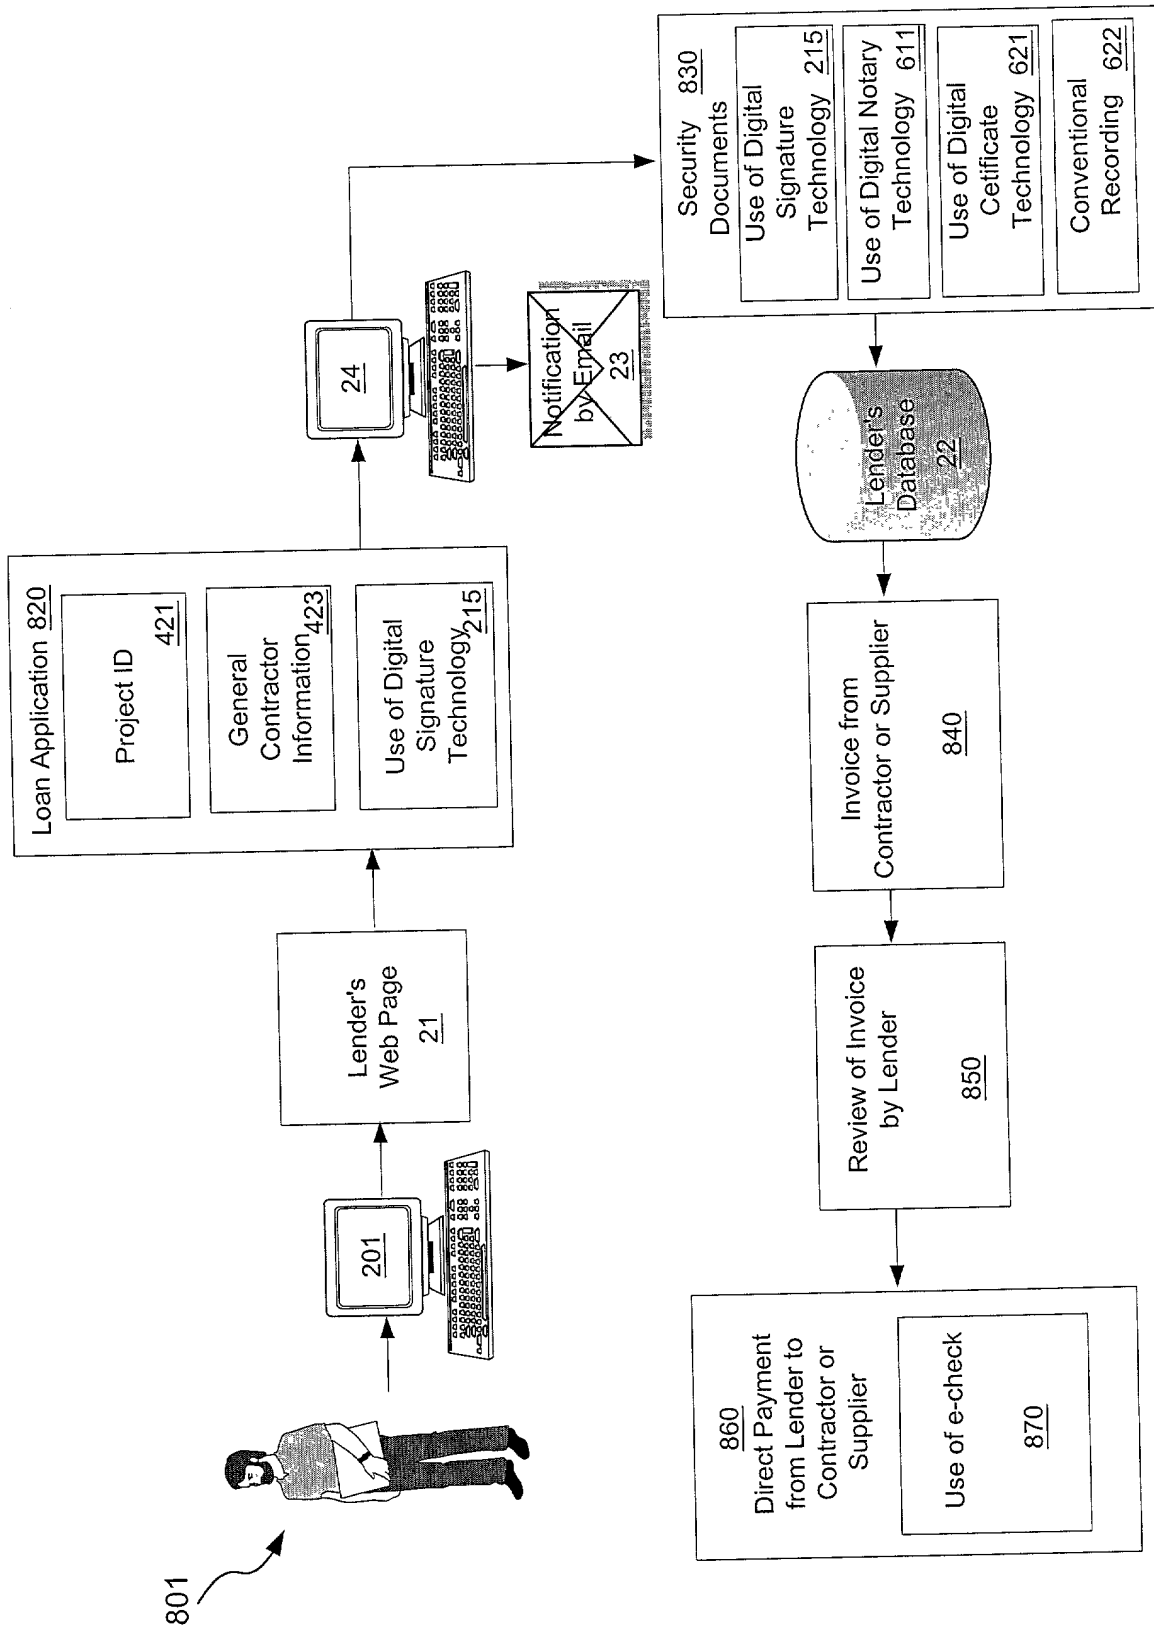 801
201
Lender's
Web Page
21
Loan Application 820
Project ID
421
General
Contractor
Information
423
Use of Digital
Signature
Technology
215
24
Notification
by Email
23
Security 830
Documents
Use of Digital
Signature
Technology 215
Use of Digital Notary
Technology 611
Use of Digital
Cetificate
Technology 621
Conventional
Recording 622
Lender's
Database
22
Invoice from
Contractor or Supplier
840
Review of Invoice
by Lender
850
860
Direct Payment
from Lender to
Contractor or
Supplier
Use of e-check
870